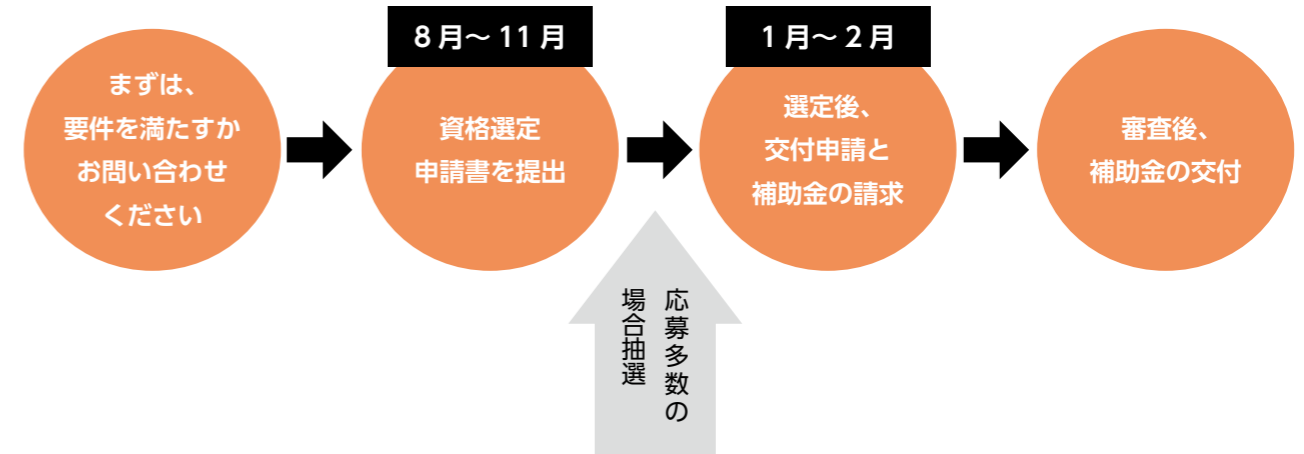 まずは、
要件を満たすか
お問い合わせ
ください
8月～11月
資格選定
申請書を提出
応募多数の
場合抽選
1月～2月
選定後、
交付申請と
補助金の請求
審査後、
補助金の交付